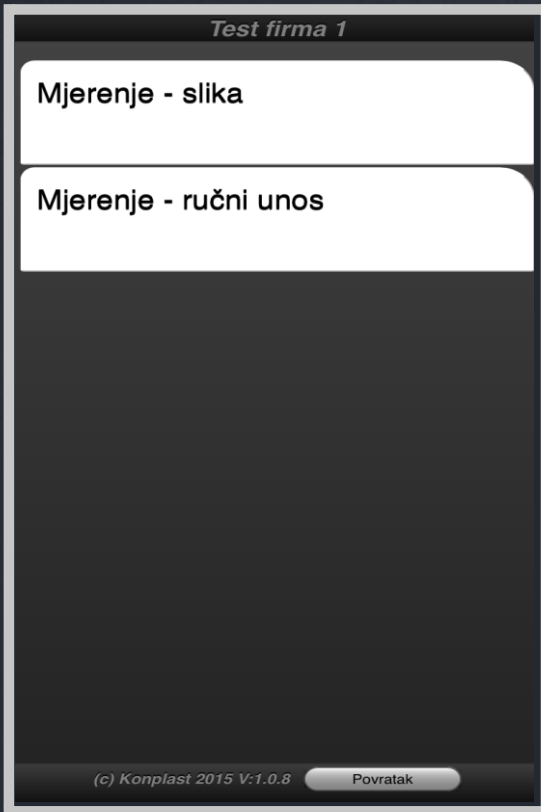 Test firma 1
Mjerenje - slika
Mjerenje - ručni unos
(c) Konplast 2015 V:1.0.8 Povratak